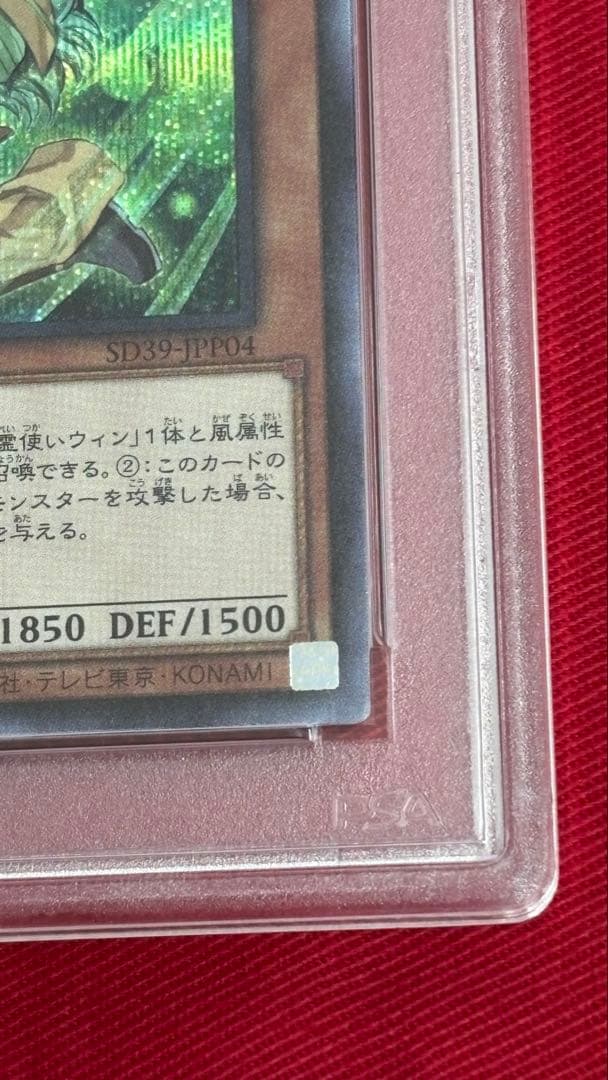 SD39-JPP04
霊使いウィン」1体と風属性
召喚できる。②:このカードの
モンスターを攻撃した場合、
を与える。
1850 DEF/1500
社・テレビ東京・KONAMI
PSA